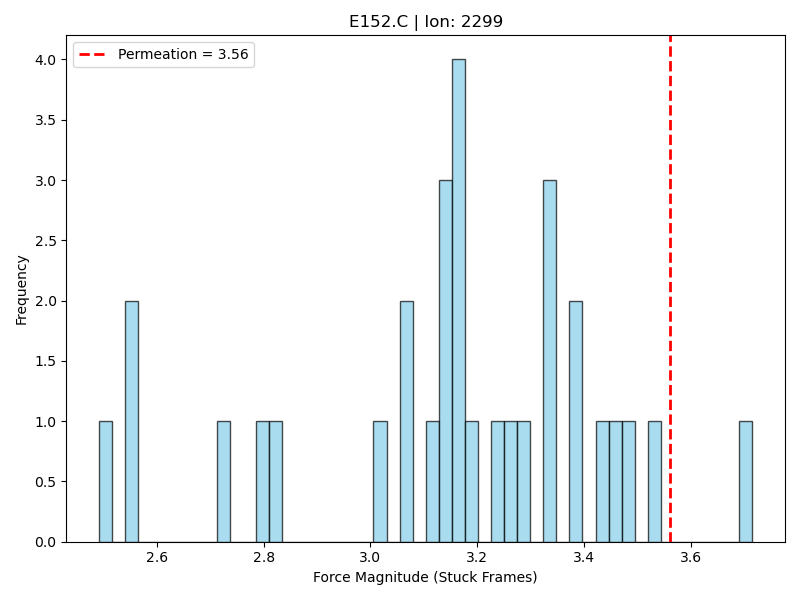 E152.C | Ion: 2299
Permeation = 3.56
4.0
3.5
3.0
2.5
2.0
1.5
1.0
0.5
0.0
Frequency
2.6 2.8 3.0 3.2 3.4 3.6
Force Magnitude (Stuck Frames)